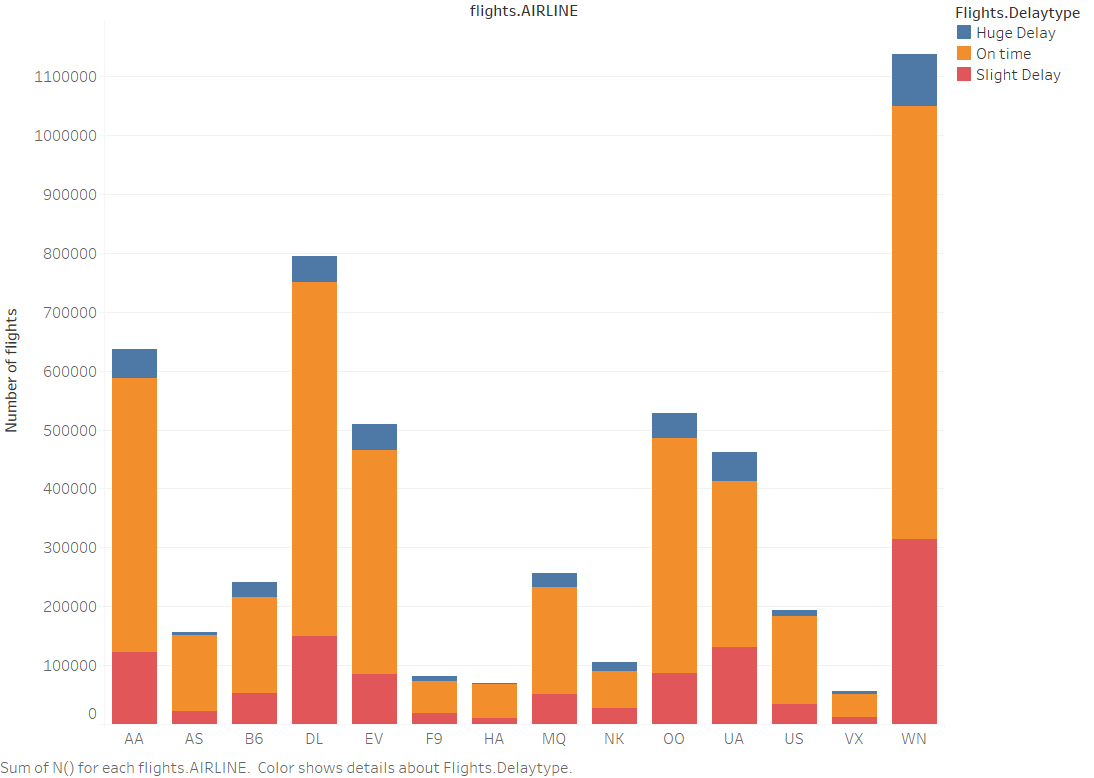 flights.AIRLINE
Flights.Delaytype
Huge Delay
On time
Slight Delay
Number of flights
1100000
1000000
900000
800000
700000
600000
500000
400000
300000
200000
100000
0
AA AS B6 DL EV F9 HA MQ NK OO UA US VX WN
Sum of N() for each flights.AIRLINE. Color shows details about Flights.Delaytype.